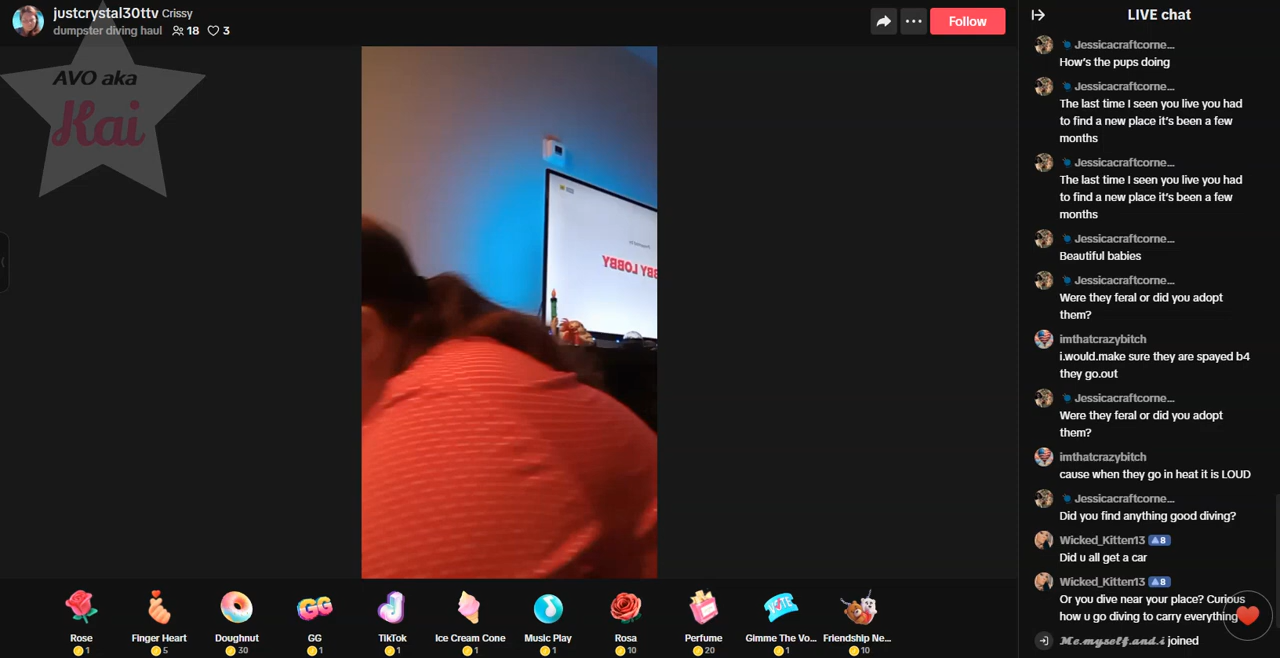 justcrystal30ttv Crissy
dumpster diving haul 18 3
Follow
AVO aka
Kai
BBY LOBBY
Rose
1
Finger Heart
5
Doughnut
30
GG
1
TikTok
1
Ice Cream Cone
1
Music Play
1
Rosa
10
Perfume
20
Gimme The Vo...
1
Friendship Ne...
10
LIVE chat
Jessicacraftcorne...
How's the pups doing
Jessicacraftcorne...
The last time I seen you live you had
to find a new place it's been a few
months
Jessicacraftcorne...
The last time I seen you live you had
to find a new place it's been a few
months
Jessicacraftcorne...
Beautiful babies
Jessicacraftcorne...
Were they feral or did you adopt
them?
imthatcrazybitch
i.would.make sure they are spayed b4
they go.out
Jessicacraftcorne...
Were they feral or did you adopt
them?
imthatcrazybitch
cause when they go in heat it is LOUD
Jessicacraftcorne...
Did you find anything good diving?
Wicked_Kitten13 8
Did u all get a car
Wicked_Kitten13 8
Or you dive near your place? Curious
how u go diving to carry everything
Me.myself.and.i joined